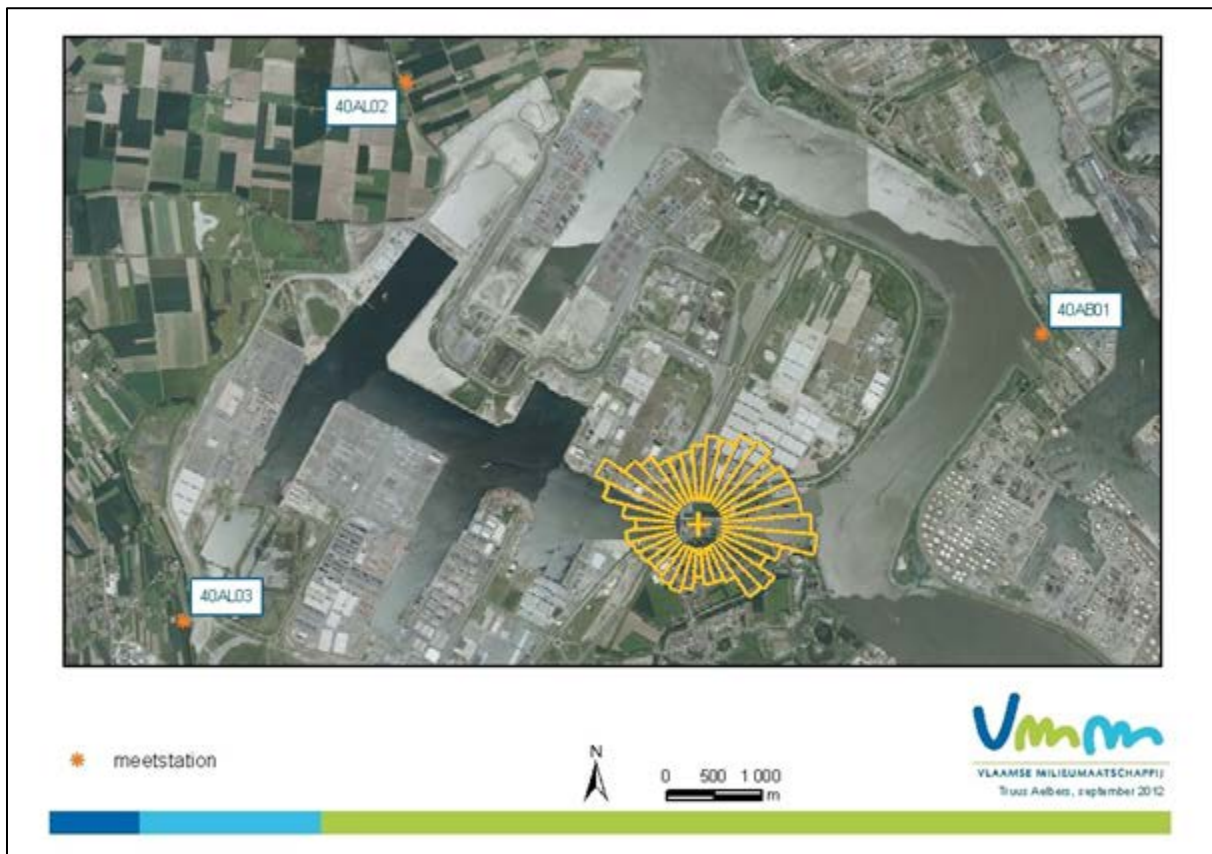 40AL02
40AB01
40AL03
meetstation
N
0 500 1 000
m
Vmm
VLAAMSE MILIEUMAATSCHAPPIJ
Truus Aelbers, september 2012